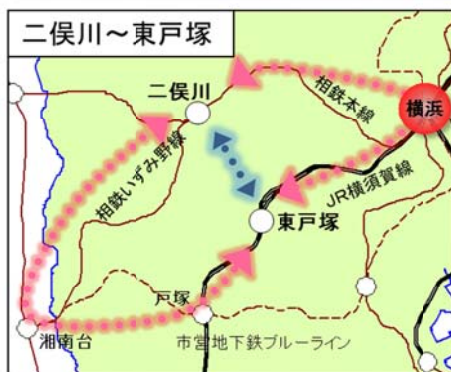 二俣川～東戸塚
二俣川
相鉄本線
横浜
相鉄いずみ野線
JR横須賀線
東戸塚
戸塚
湘南台
市営地下鉄ブルーライン